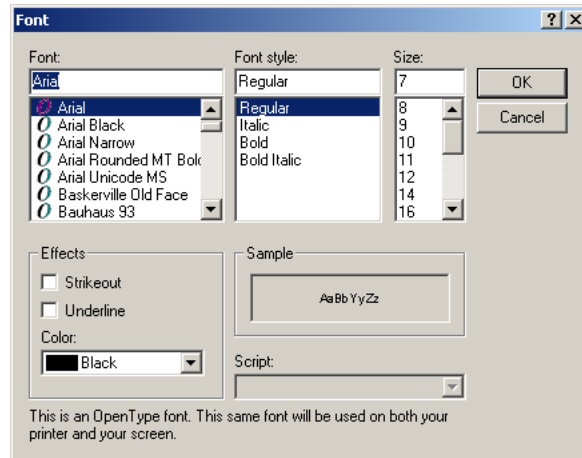 Font
Font: Font style: Size:
Arial Regular 7 OK
Arial Regular 8 Cancel
Arial Black Italic 9
Arial Narrow Bold 10
Arial Rounded MT Bold Bold Italic 11
Arial Unicode MS 12
Baskerville Old Face 14
Bauhaus 93 16
Effects Sample
Strikeout
Underline AaBbYyZz
Color:
Black Script:
This is an OpenType font. This same font will be used on both your
printer and your screen.